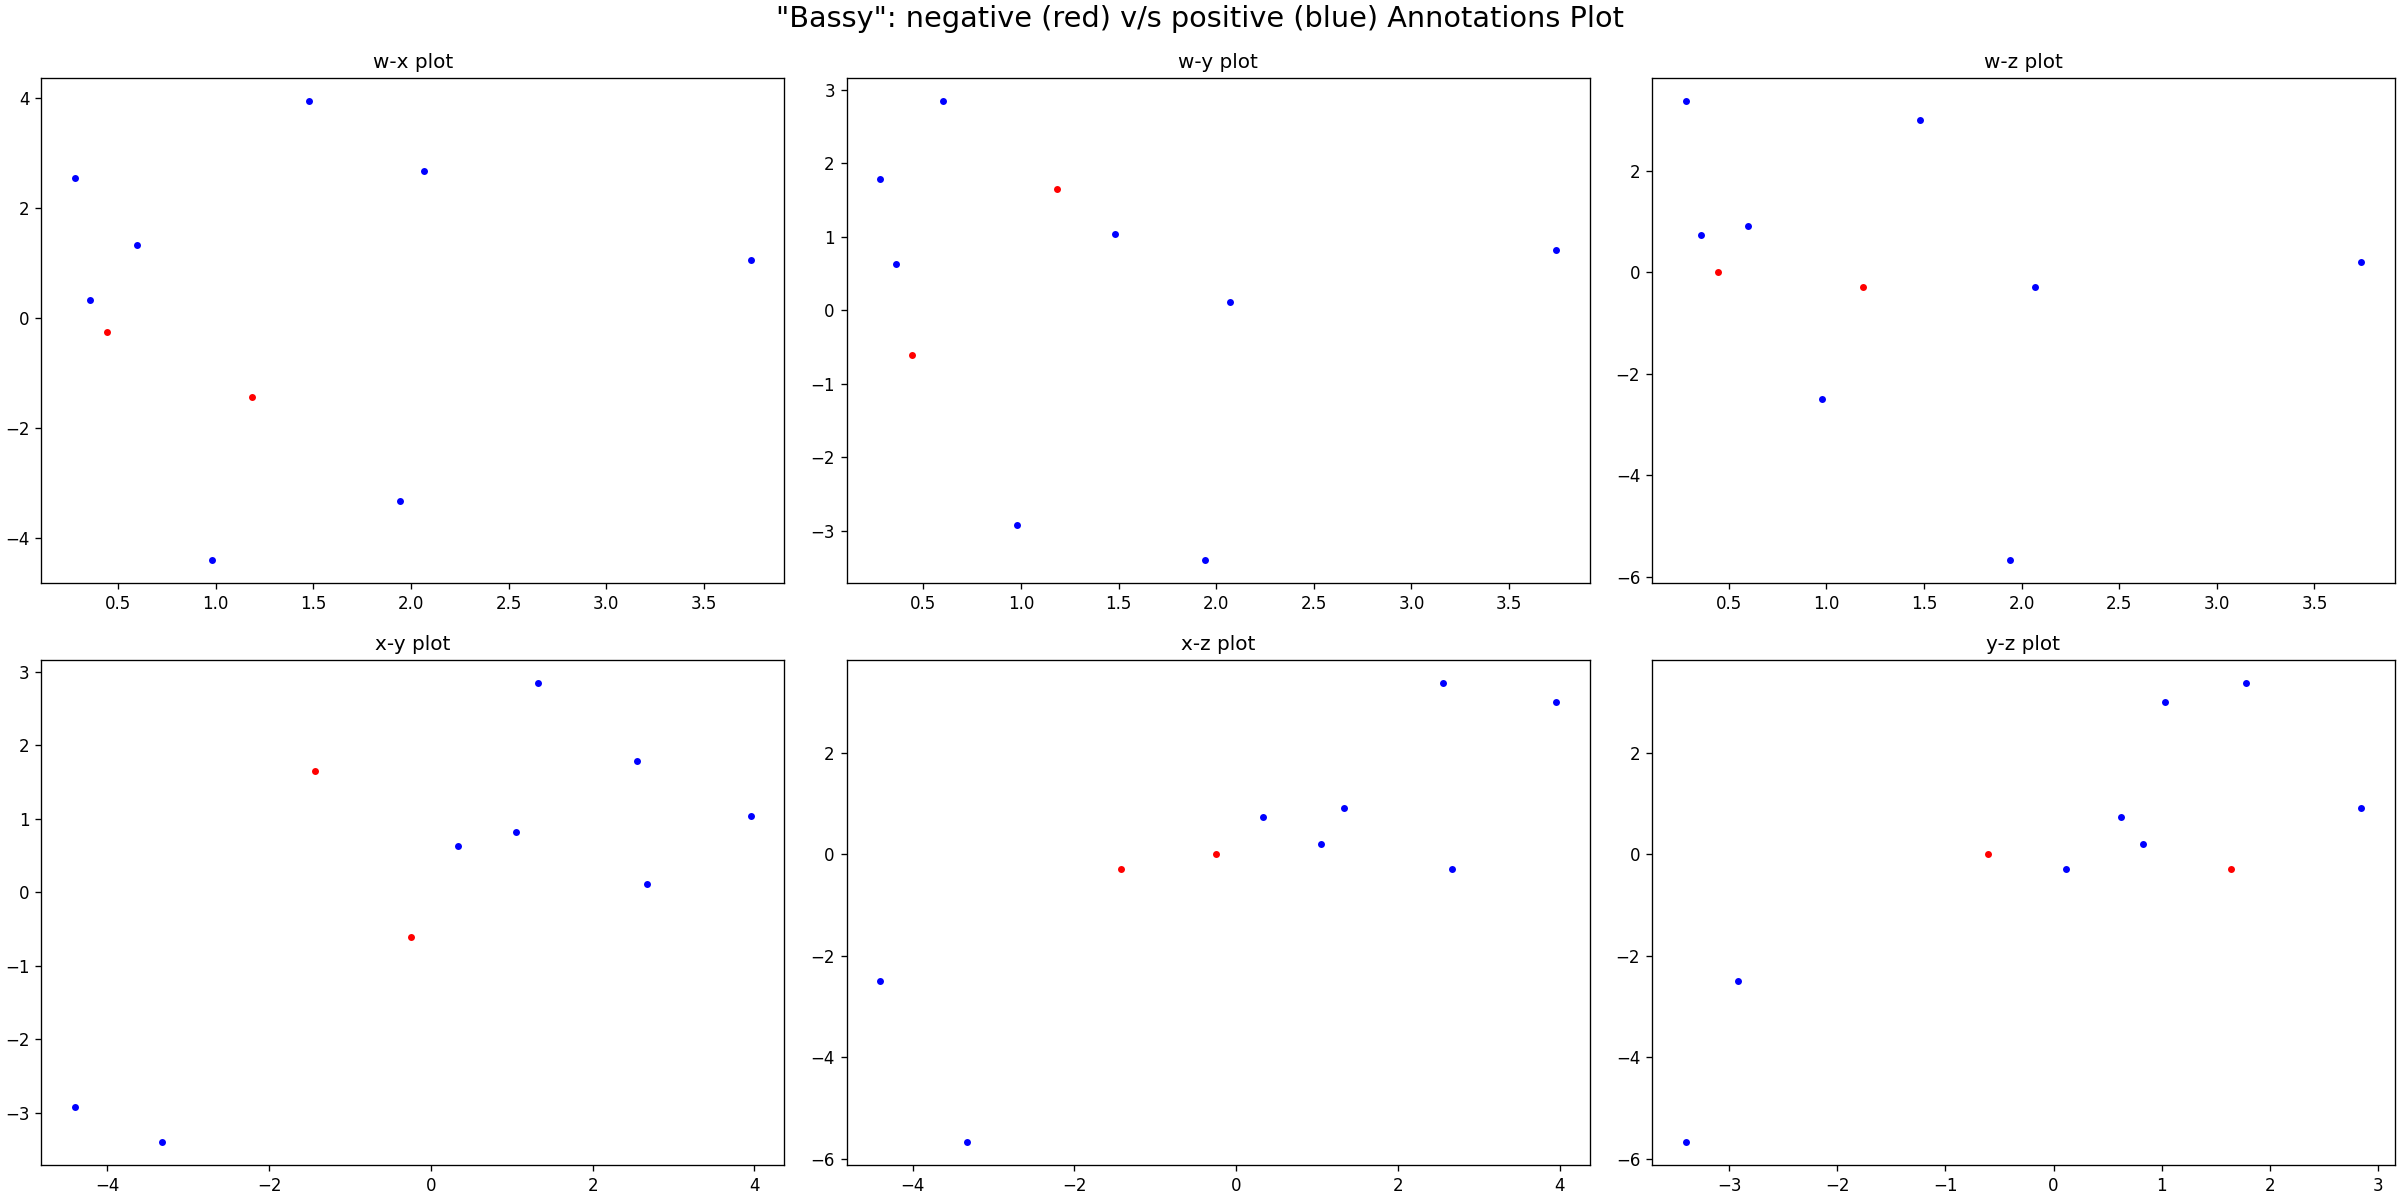 "Bassy": negative (red) v/s positive (blue) Annotations Plot
w-x plot
4
2
0
−2
−4
0.5 1.0 1.5 2.0 2.5 3.0 3.5
w-y plot
3
2
1
0
−1
−2
−3
0.5 1.0 1.5 2.0 2.5 3.0 3.5
w-z plot
2
0
−2
−4
−6
0.5 1.0 1.5 2.0 2.5 3.0 3.5
x-y plot
3
2
1
0
−1
−2
−3
−4 −2 0 2 4
x-z plot
2
0
−2
−4
−6
−4 −2 0 2 4
y-z plot
2
0
−2
−4
−6
−3 −2 −1 0 1 2 3